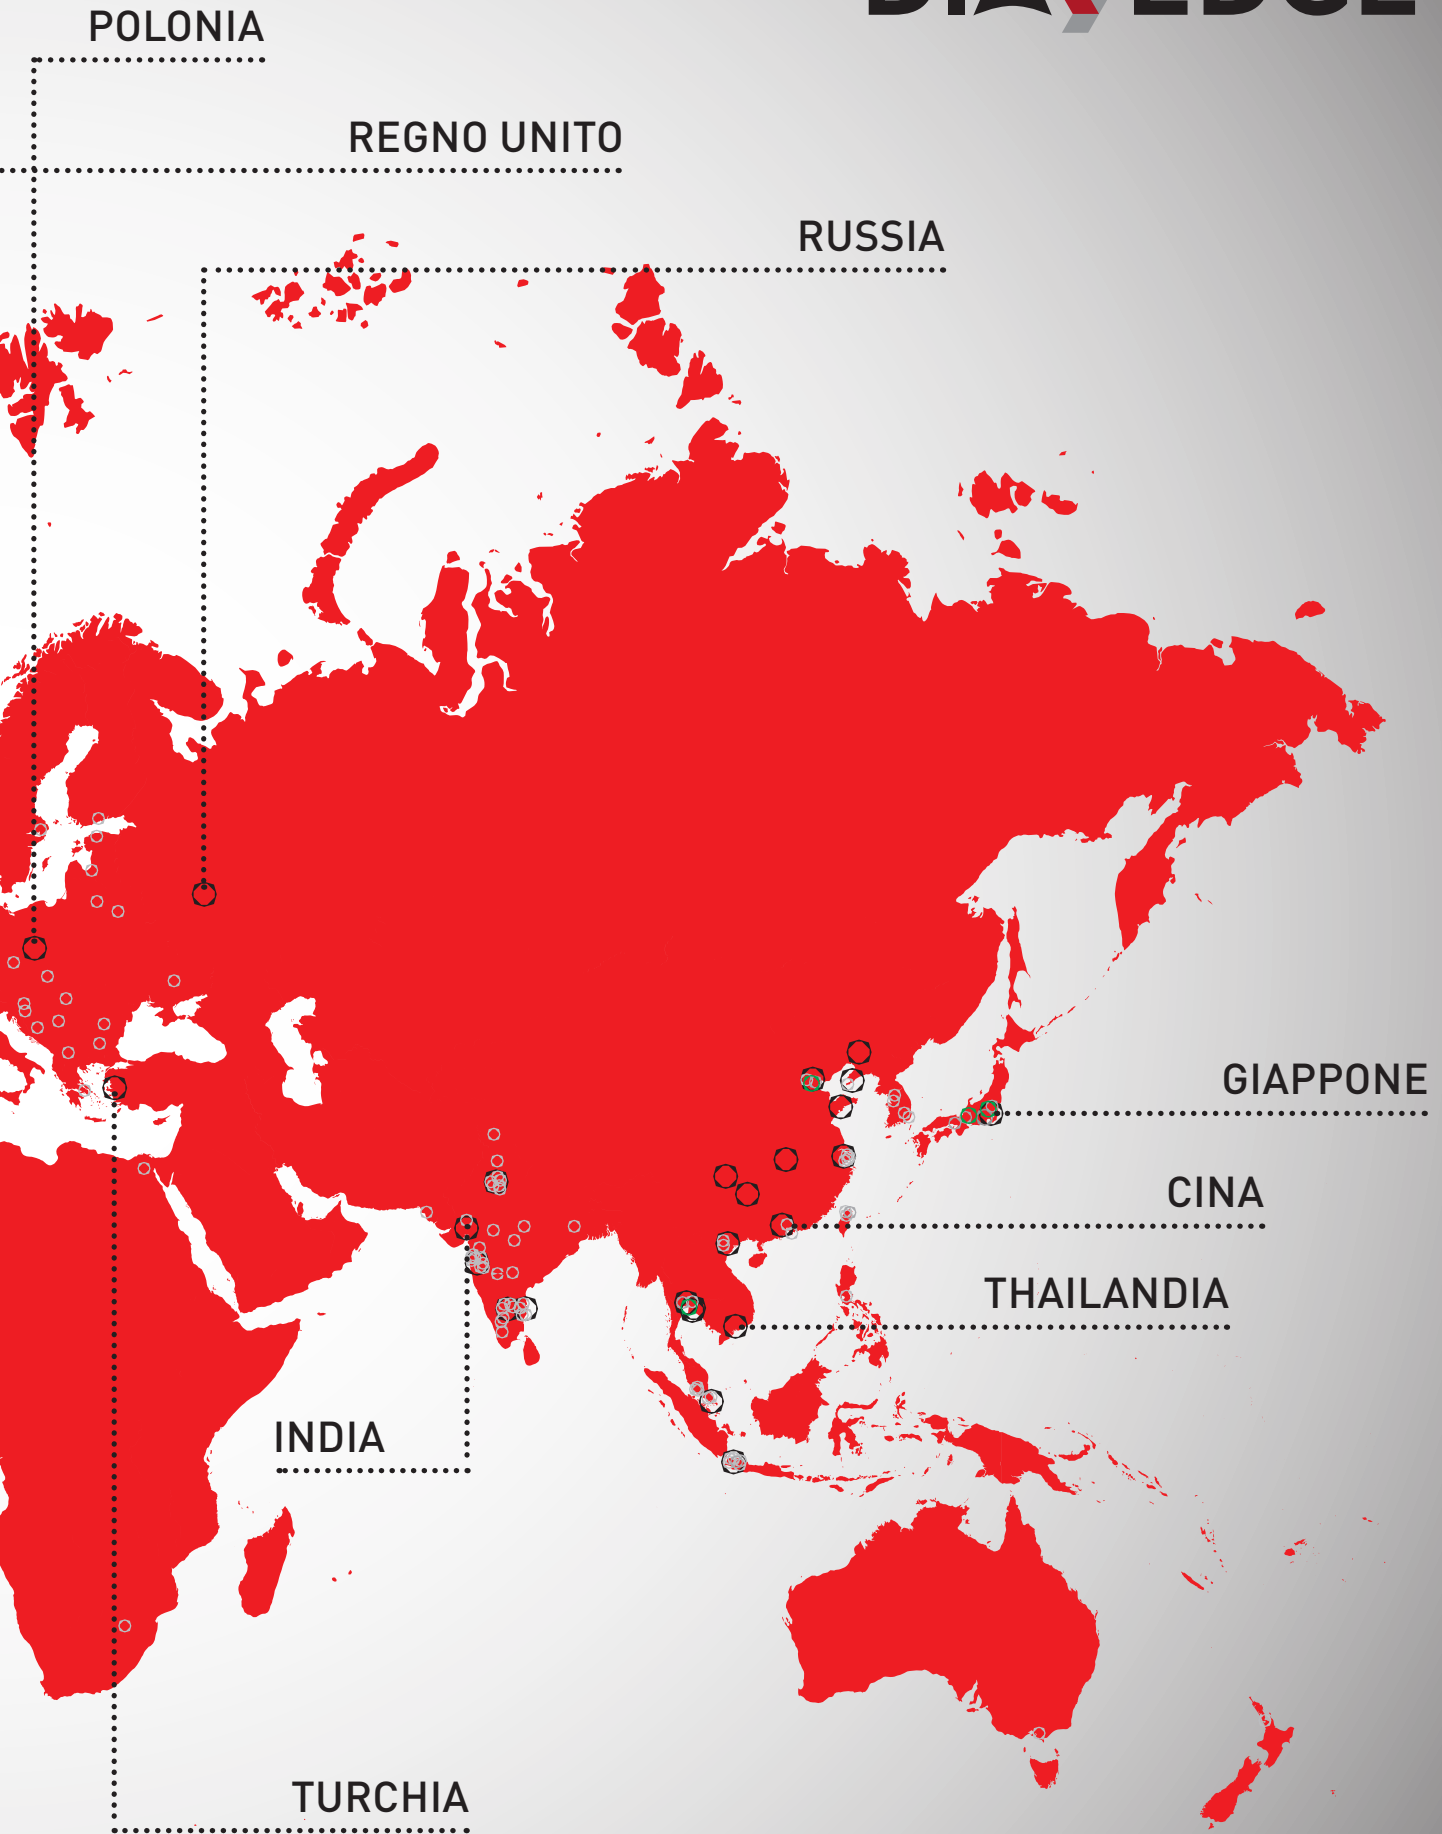 POLONIA
REGNO UNITO
RUSSIA
GIAPPONE
CINA
THAILANDIA
INDIA
TURCHIA